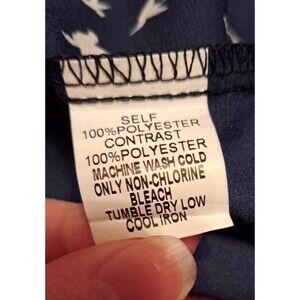 SELF
100%POLYESTER
CONTRAST
100%POLYESTER
MACHINE WASH COLD
ONLY NON-CHLORINE
BLEACH
TUMBLE DRY LOW
COOL IRON